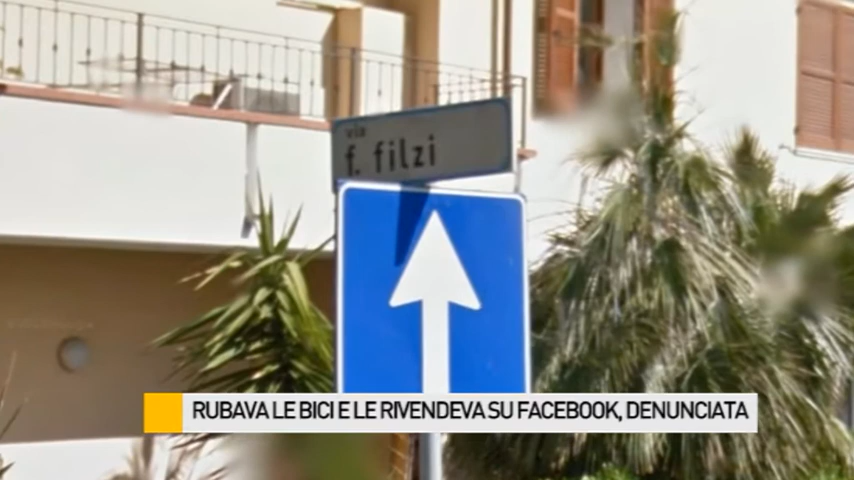 via
f. filzi
RUBAVA LE BICI E LE RIVENDEVA SU FACEBOOK, DENUNCIATA